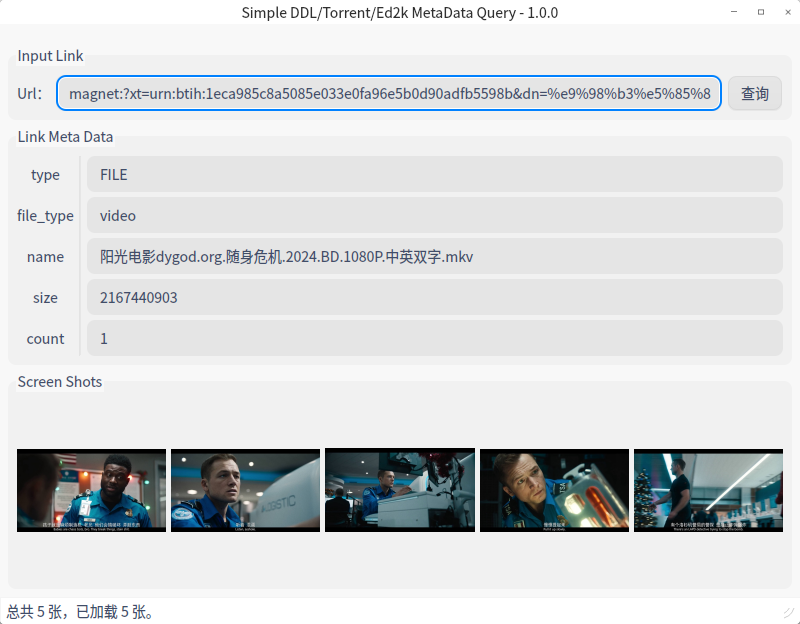 Simple DDL/Torrent/Ed2k MetaData Query - 1.0.0
Input Link
Url: magnet:?xt=urn:btih:1eca985c8a5085e033e0fa96e5b0d90adfb5598b&dn=%e9%98%b3%e5%85%8 查询
Link Meta Data
type FILE
file_type video
name 阳光电影dygod.org.随身危机.2024.BD.1080P.中英双字.mkv
size 2167440903
count 1
Screen Shots
LOGISTIC
总共 5 张，已加载 5 张。